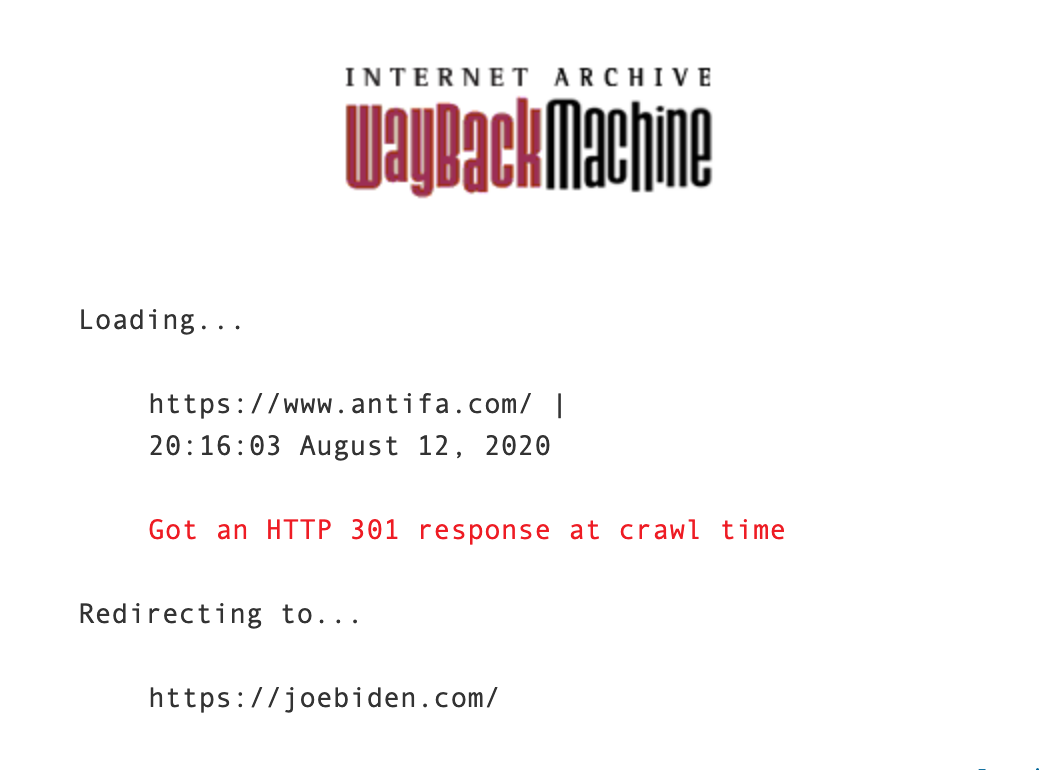 INTERNET ARCHIVE
WayBackMachine
Loading...
https://www.antifa.com/ |
20:16:03 August 12, 2020
Got an HTTP 301 response at crawl time
Redirecting to...
https://joebiden.com/